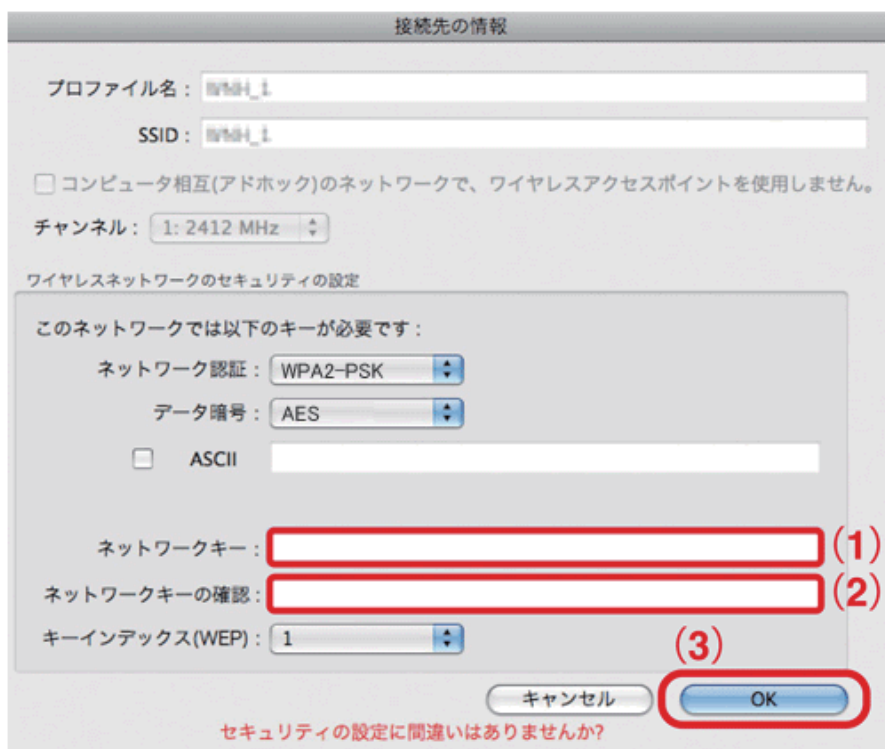 接続先の情報
プロファイル名：
SSID：
コンピュータ相互(アドホック)のネットワークで、ワイヤレスアクセスポイントを使用しません。
チャンネル： 1: 2412 MHz
ワイヤレスネットワークのセキュリティの設定
このネットワークでは以下のキーが必要です：
ネットワーク認証： WPA2-PSK
データ暗号： AES
ASCII
ネットワークキー： (1)
ネットワークキーの確認： (2)
キーインデックス(WEP)： 1
(3)
キャンセル OK
セキュリティの設定に間違いはありませんか?